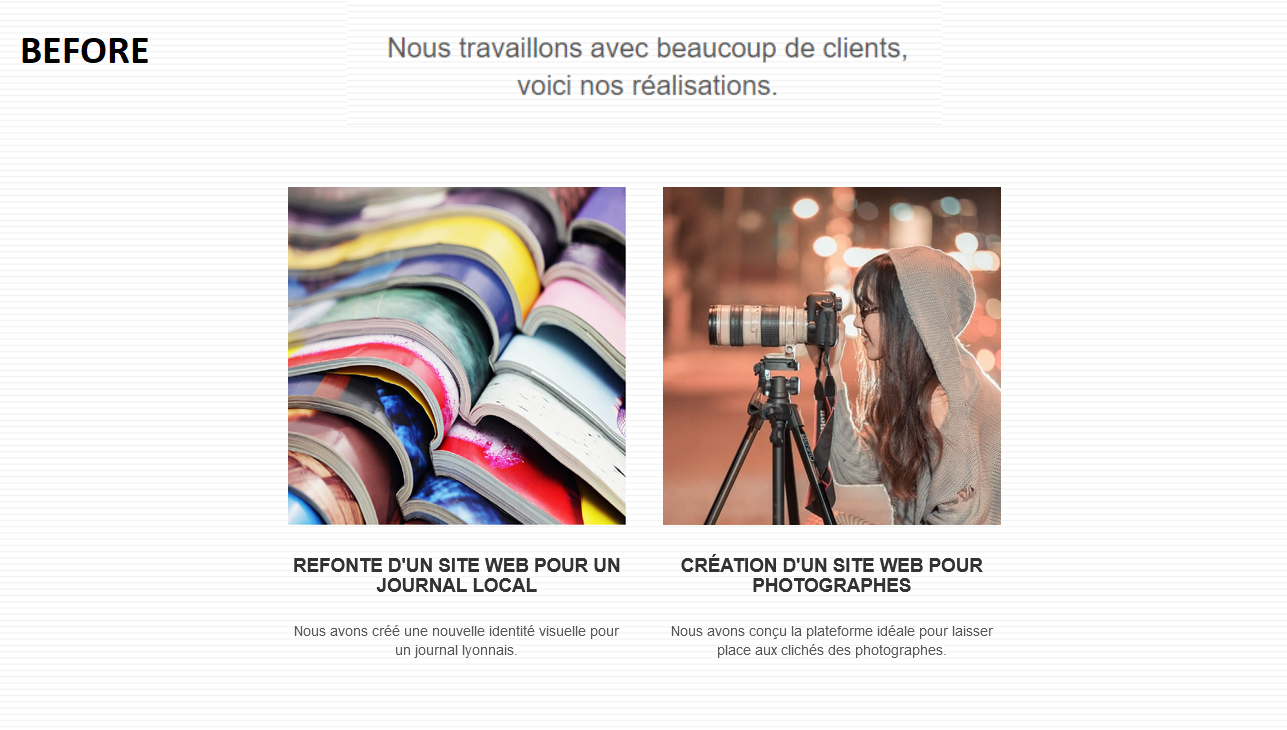 BEFORE
Nous travaillons avec beaucoup de clients,
voici nos réalisations.
REFONTE D'UN SITE WEB POUR UN
JOURNAL LOCAL
Nous avons créé une nouvelle identité visuelle pour
un journal lyonnais.
CRÉATION D'UN SITE WEB POUR
PHOTOGRAPHES
Nous avons conçu la plateforme idéale pour laisser
place aux clichés des photographes.